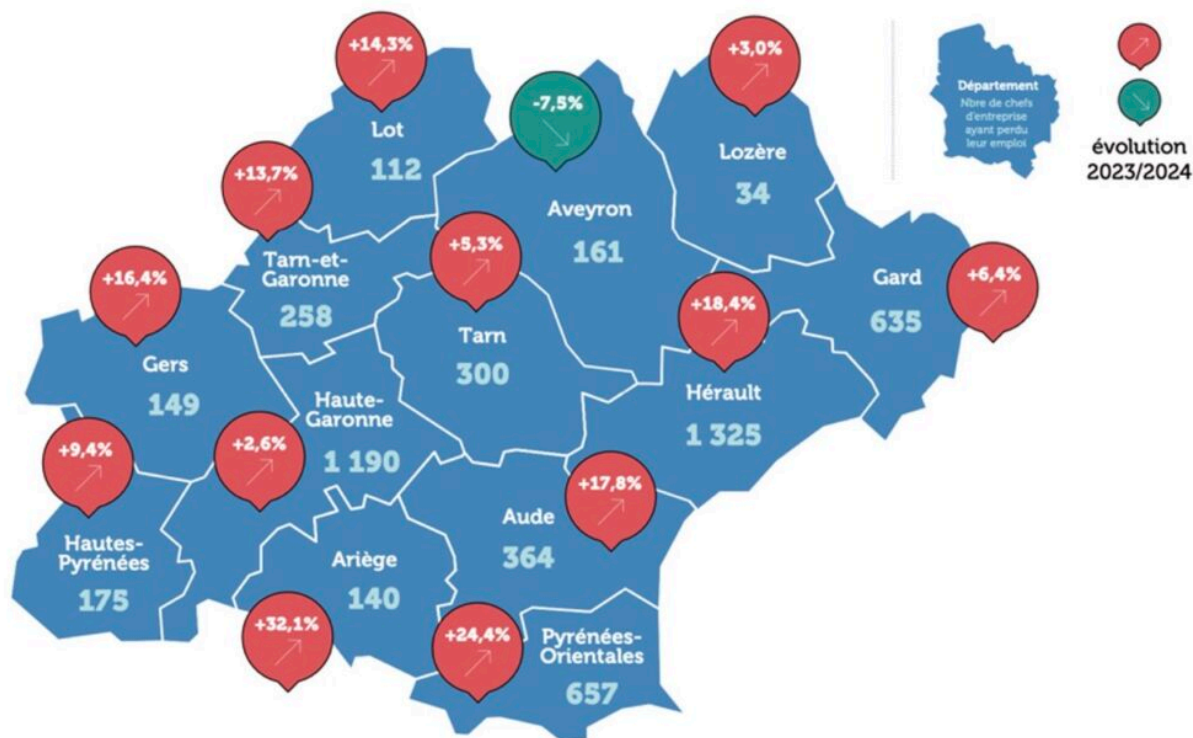 +14,3%
Lot
112
-7,5%
Aveyron
161
+3,0%
Lozère
34
Département
Nbre de chefs
d'entreprise
ayant perdu
leur emploi
évolution
2023/2024
+13,7%
Tarn-et-
Garonne
258
+5,3%
Tarn
300
+6,4%
Gard
635
+16,4%
Gers
149
+18,4%
Hérault
1 325
+2,6%
Haute-
Garonne
1 190
+9,4%
Hautes-
Pyrénées
175
+17,8%
Aude
364
+32,1%
Ariège
140
+24,4%
Pyrénées-
Orientales
657